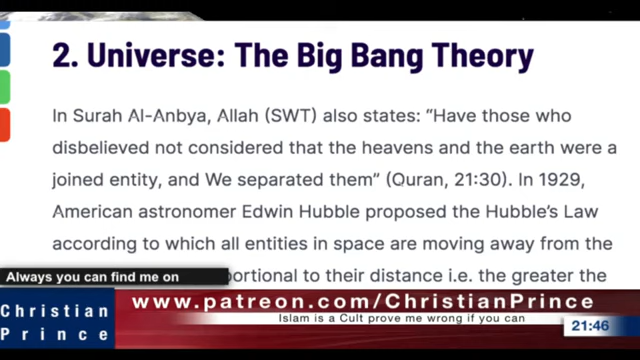 2. Universe: The Big Bang Theory
In Surah Al-Anbya, Allah (SWT) also states: “Have those who
disbelieved not considered that the heavens and the earth were a
joined entity, and We separated them” (Quran, 21:30). In 1929,
American astronomer Edwin Hubble proposed the Hubble’s Law
according to which all entities in space are moving away from the
portional to their distance i.e. the greater the
Always you can find me on
www.patreon.com/ChristianPrince
Christian
Prince
Islam is a Cult prove me wrong if you can
21:46